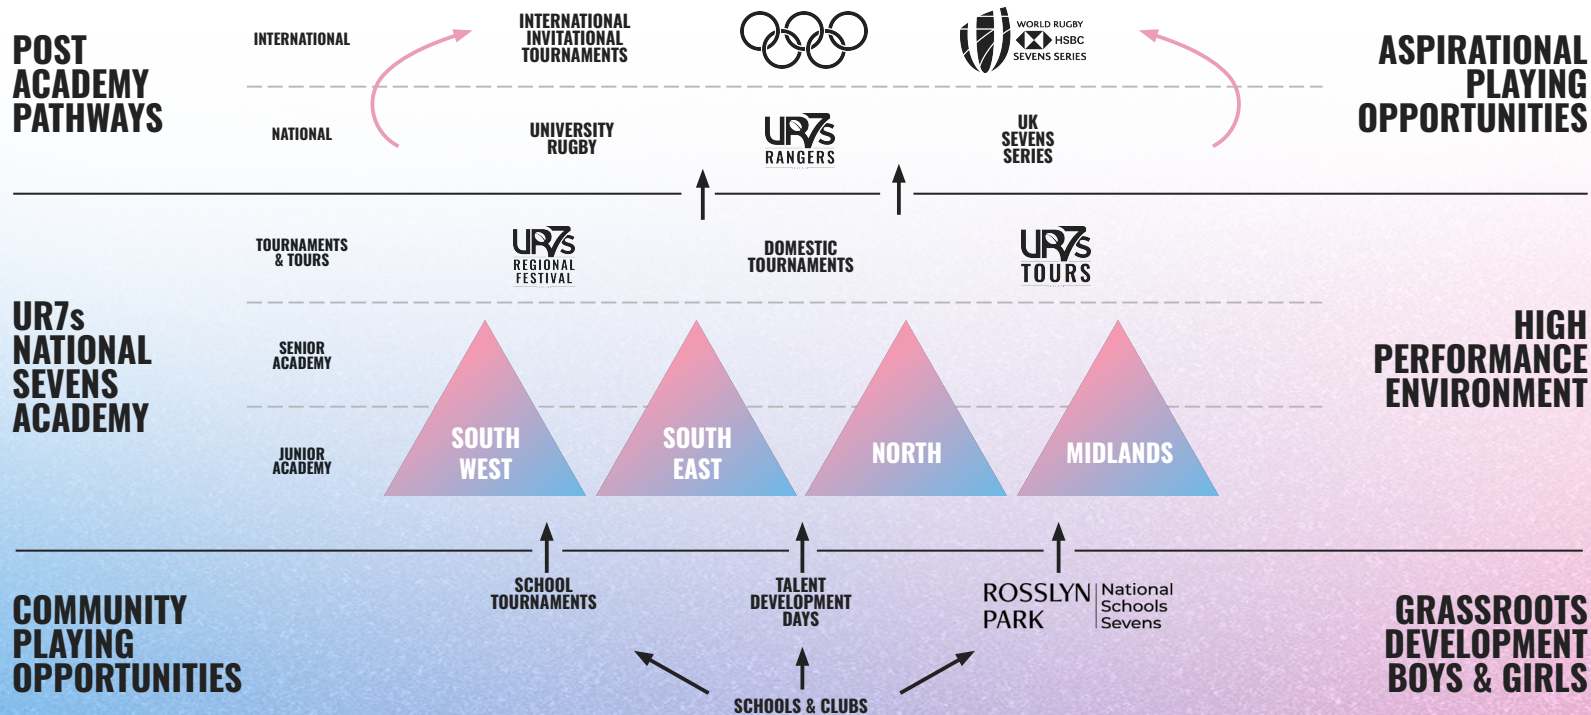 POST
ACADEMY
PATHWAYS
INTERNATIONAL
INTERNATIONAL
INVITATIONAL
TOURNAMENTS
WORLD RUGBY
HSBC
SEVENS SERIES
ASPIRATIONAL
PLAYING
OPPORTUNITIES
NATIONAL
UNIVERSITY
RUGBY
UR7s
RANGERS
UK
SEVENS
SERIES
UR7s
NATIONAL
SEVENS
ACADEMY
TOURNAMENTS
& TOURS
UR7s
REGIONAL
FESTIVAL
DOMESTIC
TOURNAMENTS
UR7s
TOURS
HIGH
PERFORMANCE
ENVIRONMENT
SENIOR
ACADEMY
JUNIOR
ACADEMY
SOUTH
WEST
SOUTH
EAST
NORTH
MIDLANDS
COMMUNITY
PLAYING
OPPORTUNITIES
SCHOOL
TOURNAMENTS
TALENT
DEVELOPMENT
DAYS
ROSSLYN
PARK
National
Schools
Sevens
GRASSROOTS
DEVELOPMENT
BOYS & GIRLS
SCHOOLS & CLUBS